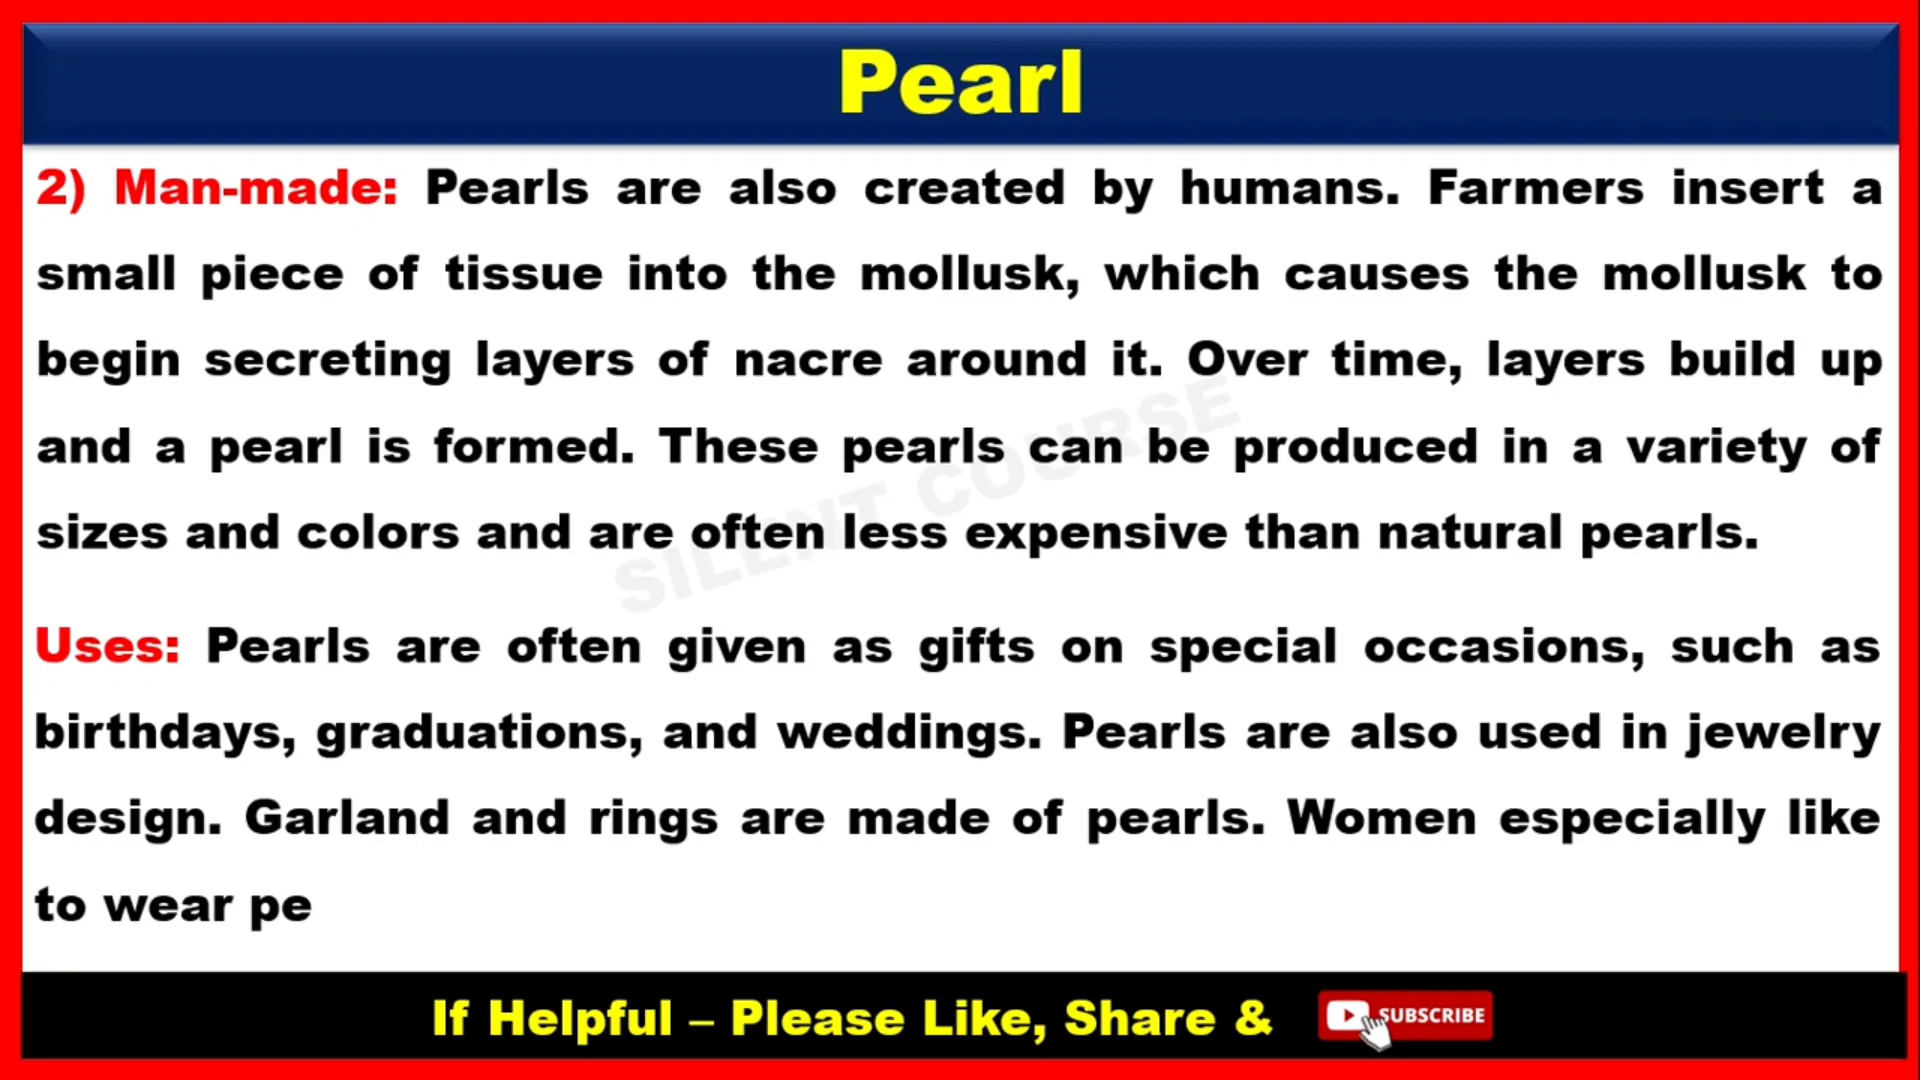 Pearl
2) Man-made: Pearls are also created by humans. Farmers insert a
small piece of tissue into the mollusk, which causes the mollusk to
begin secreting layers of nacre around it. Over time, layers build up
and a pearl is formed. These pearls can be produced in a variety of
sizes and colors and are often less expensive than natural pearls.
SILENT COURSE
Uses: Pearls are often given as gifts on special occasions, such as
birthdays, graduations, and weddings. Pearls are also used in jewelry
design. Garland and rings are made of pearls. Women especially like
to wear pe
If Helpful – Please Like, Share & SUBSCRIBE